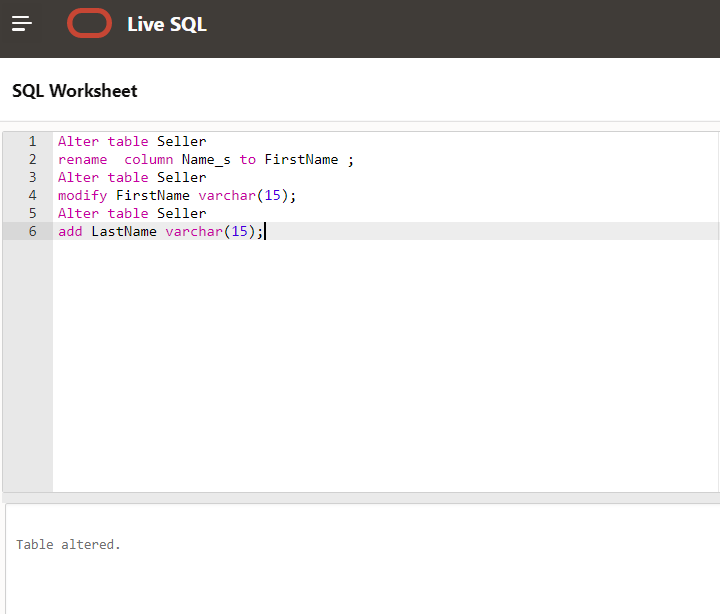 Live SQL
SQL Worksheet
1 Alter table Seller
2 rename  column Name_s to FirstName ;
3 Alter table Seller
4 modify FirstName varchar(15);
5 Alter table Seller
6 add LastName varchar(15);
Table altered.